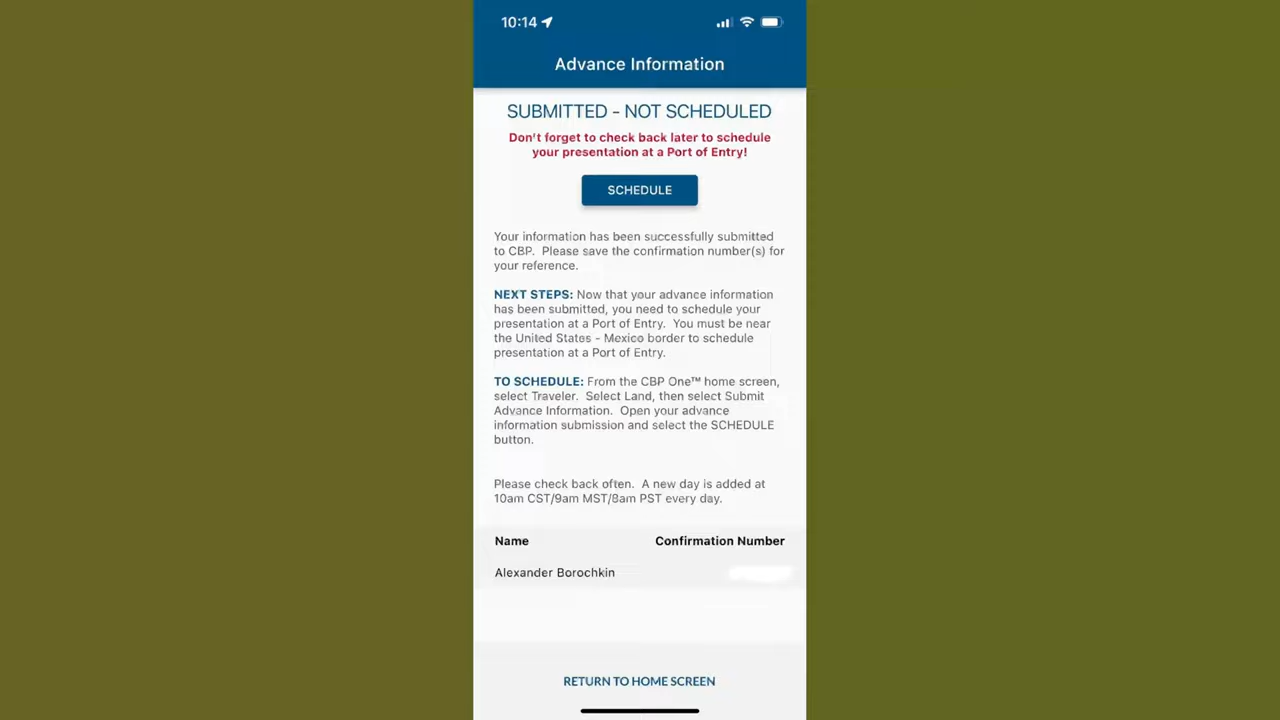 10:14
Advance Information
SUBMITTED - NOT SCHEDULED
Don't forget to check back later to schedule
your presentation at a Port of Entry!
SCHEDULE
Your information has been successfully submitted
to CBP. Please save the confirmation number(s) for
your reference.
NEXT STEPS: Now that your advance information
has been submitted, you need to schedule your
presentation at a Port of Entry. You must be near
the United States - Mexico border to schedule
presentation at a Port of Entry.
TO SCHEDULE: From the CBP One™ home screen,
select Traveler. Select Land, then select Submit
Advance Information. Open your advance
information submission and select the SCHEDULE
button.
Please check back often. A new day is added at
10am CST/9am MST/8am PST every day.
Name Confirmation Number
Alexander Borochkin
RETURN TO HOME SCREEN